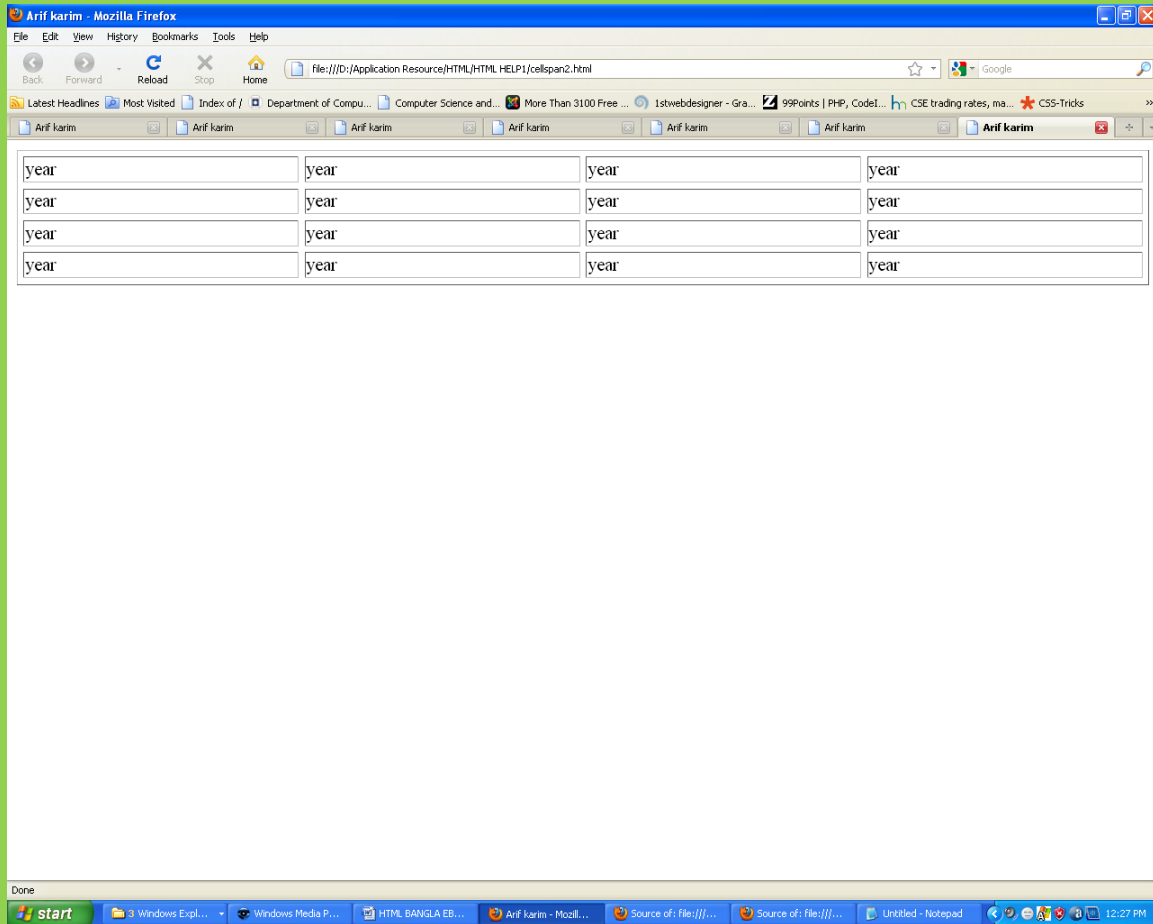 Arif karim - Mozilla Firefox
File Edit View History Bookmarks Tools Help
Back Forward Reload Stop Home file:///D:/Application Resource/HTML/HTML HELP1/cellspan2.html Google
Latest Headlines Most Visited Index of / Department of Compu... Computer Science and... More Than 3100 Free ... 1stwebdesigner - Gra... 99Points | PHP, CodeI... CSE trading rates, ma... CSS-Tricks »
Arif karim Arif karim Arif karim Arif karim Arif karim Arif karim Arif karim
year year year year
year year year year
year year year year
year year year year
Done
start 3 Windows Expl... Windows Media P... HTML BANGLA EB... Arif karim - Mozill... Source of: file:///... Source of: file:///... Untitled - Notepad 12:27 PM